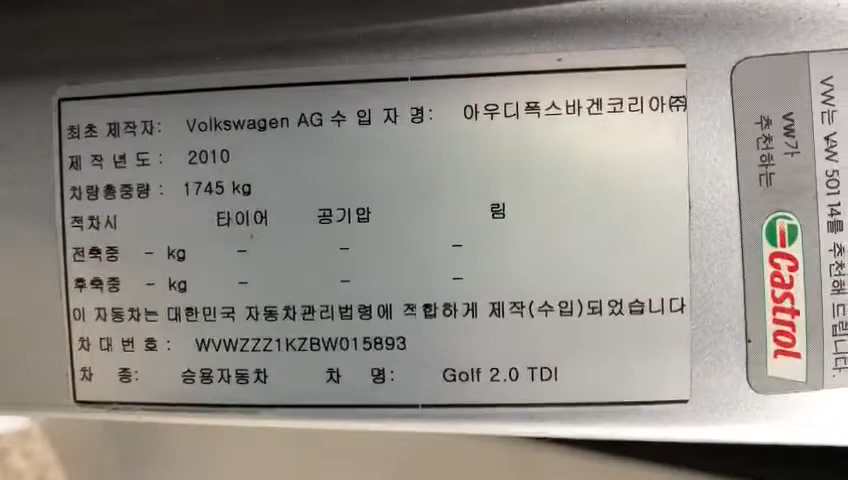 최초 제작자: Volkswagen AG 수 입 자 명: 아우디폭스바겐코리아㈜
제 작 년 도 : 2010
차량총중량 : 1745 kg
적차시 타이어 공기압 림
전축중 - kg - - -
후축중 - kg - - -
이 자동차는 대한민국 자동차관리법령에 적합하게 제작(수입)되었습니다
차 대 번 호 : WVWZZZ1KZBW015893
차 종: 승용자동차 차 명: Golf 2.0 TDI
VW가
추천하는
Castrol
VW는 VW 501 14를 추천해 드립니다.